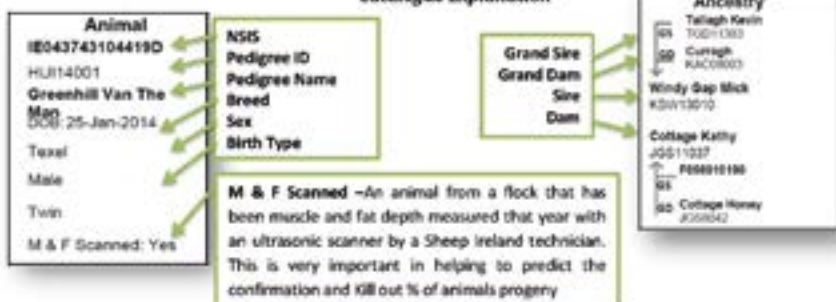 Catalogue Explanation
Animal
IE043743104419D
HUI14001
Greenhill Van The
Man
DOB: 25-Jan-2014
Texel
Male
Twin
M & F Scanned: Yes
NSIS
Pedigree ID
Pedigree Name
Breed
Sex
Birth Type
M & F Scanned –An animal from a flock that has
been muscle and fat depth measured that year with
an ultrasonic scanner by a Sheep Ireland technician.
This is very important in helping to predict the
confirmation and Kill out % of animals progeny
Grand Sire
Grand Dam
Sire
Dam
Ancestry
GS Tallagh Kevin
GD Curragh
Windy Gap Mick
KSW13010
Cottage Kathy
JGS11037
GS
GD Cottage Honey